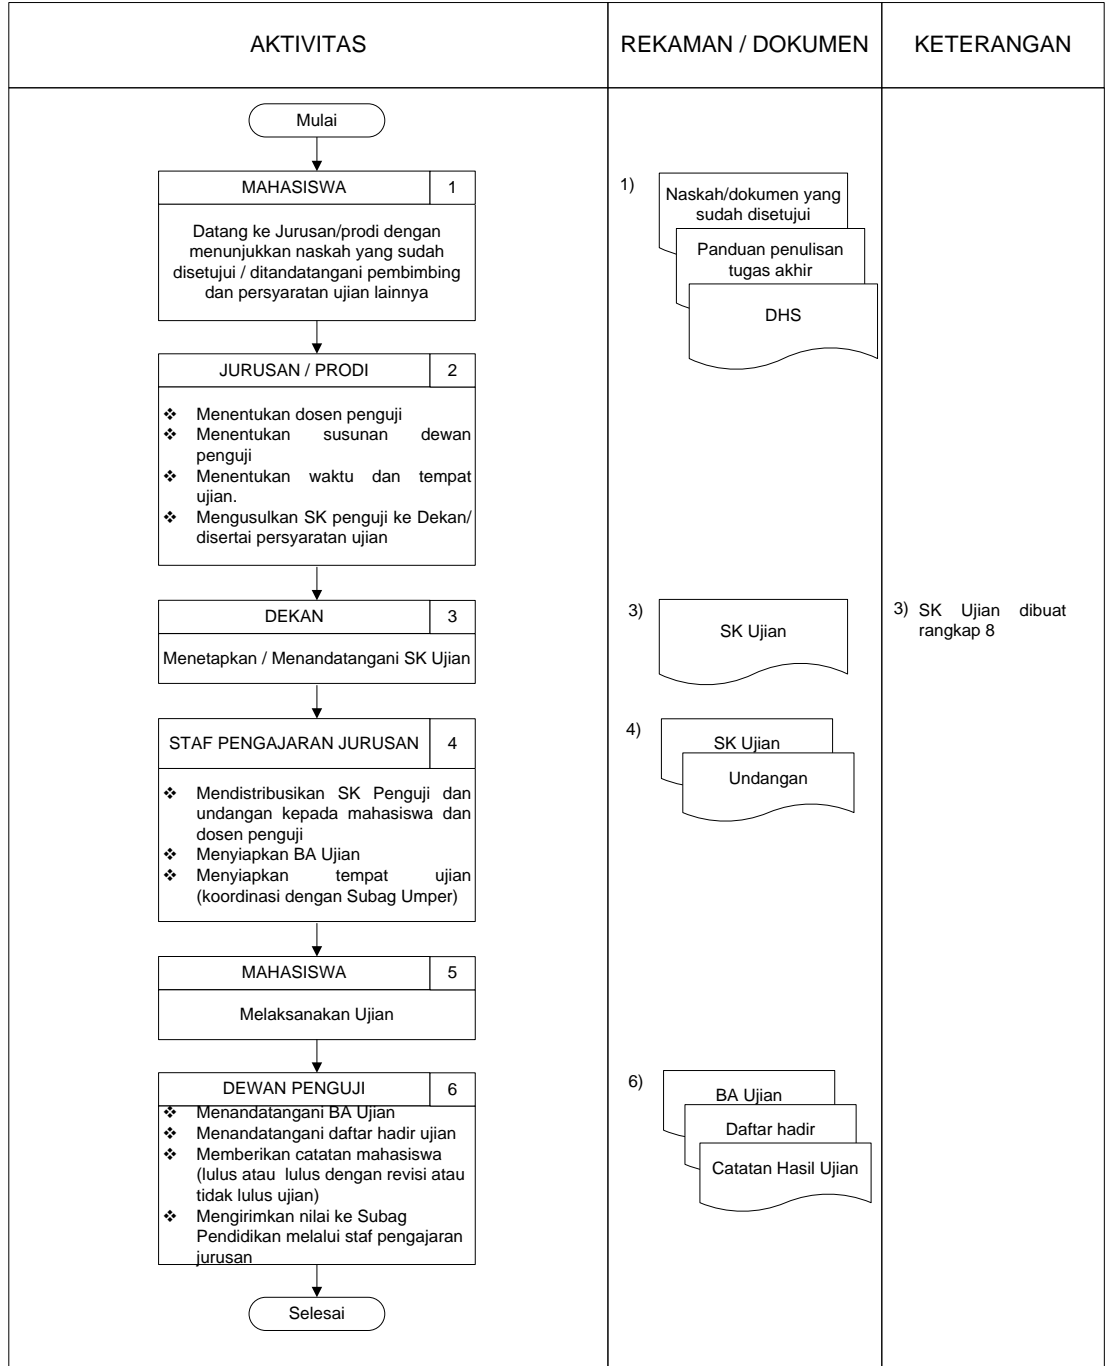 AKTIVITAS
REKAMAN / DOKUMEN
KETERANGAN
Mulai
MAHASISWA
1
Datang ke Jurusan/prodi dengan
menunjukkan naskah yang sudah
disetujui / ditandatangani pembimbing
dan persyaratan ujian lainnya
1)
Naskah/dokumen yang
sudah disetujui
Panduan penulisan
tugas akhir
DHS
JURUSAN / PRODI
2
❖ Menentukan dosen penguji
❖ Menentukan susunan dewan
penguji
❖ Menentukan waktu dan tempat
ujian.
❖ Mengusulkan SK penguji ke Dekan/
disertai persyaratan ujian
DEKAN
3
Menetapkan / Menandatangani SK Ujian
3)
SK Ujian
3) SK Ujian dibuat
rangkap 8
STAF PENGAJARAN JURUSAN
4
❖ Mendistribusikan SK Penguji dan
undangan kepada mahasiswa dan
dosen penguji
❖ Menyiapkan BA Ujian
❖ Menyiapkan tempat ujian
(koordinasi dengan Subag Umper)
4)
SK Ujian
Undangan
MAHASISWA
5
Melaksanakan Ujian
DEWAN PENGUJI
6
❖ Menandatangani BA Ujian
❖ Menandatangani daftar hadir ujian
❖ Memberikan catatan mahasiswa
(lulus atau lulus dengan revisi atau
tidak lulus ujian)
❖ Mengirimkan nilai ke Subag
Pendidikan melalui staf pengajaran
jurusan
6)
BA Ujian
Daftar hadir
Catatan Hasil Ujian
Selesai